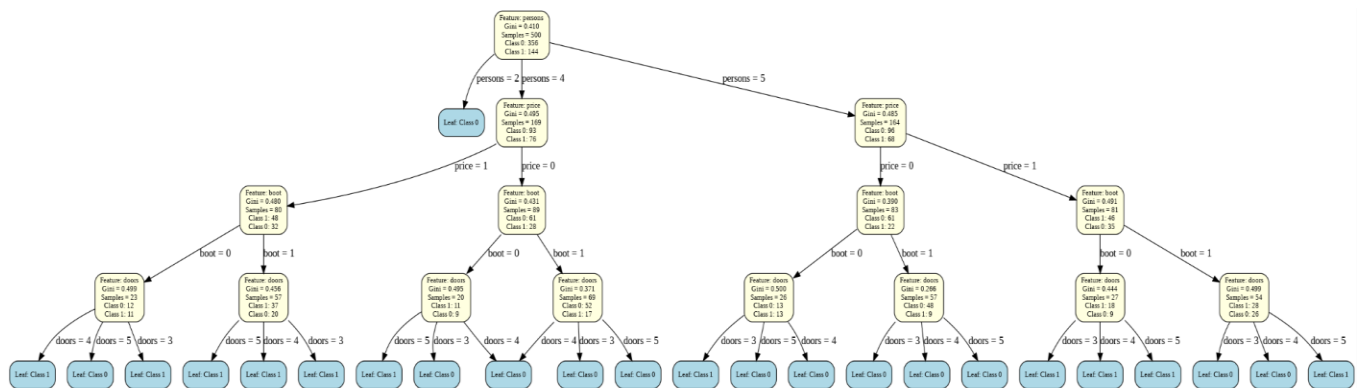 Feature: persons
Gini = 0.410
Samples = 500
Class 0: 356
Class 1: 144
persons = 2
persons = 4
persons = 5
Leaf: Class 0
Feature: price
Gini = 0.495
Samples = 169
Class 0: 93
Class 1: 76
Feature: price
Gini = 0.485
Samples = 164
Class 0: 96
Class 1: 68
price = 1
price = 0
price = 0
price = 1
Feature: boot
Gini = 0.480
Samples = 80
Class 1: 48
Class 0: 32
Feature: boot
Gini = 0.431
Samples = 89
Class 0: 61
Class 1: 28
Feature: boot
Gini = 0.390
Samples = 83
Class 0: 61
Class 1: 22
Feature: boot
Gini = 0.491
Samples = 81
Class 1: 46
Class 0: 35
boot = 0
boot = 1
boot = 0
boot = 1
boot = 0
boot = 1
boot = 0
boot = 1
Feature: doors
Gini = 0.499
Samples = 23
Class 0: 12
Class 1: 11
Feature: doors
Gini = 0.456
Samples = 57
Class 1: 37
Class 0: 20
Feature: doors
Gini = 0.495
Samples = 20
Class 1: 11
Class 0: 9
Feature: doors
Gini = 0.371
Samples = 69
Class 0: 52
Class 1: 17
Feature: doors
Gini = 0.500
Samples = 26
Class 0: 13
Class 1: 13
Feature: doors
Gini = 0.266
Samples = 57
Class 0: 48
Class 1: 9
Feature: doors
Gini = 0.444
Samples = 27
Class 1: 18
Class 0: 9
Feature: doors
Gini = 0.499
Samples = 54
Class 1: 28
Class 0: 26
doors = 4
doors = 5
doors = 3
doors = 5
doors = 4
doors = 3
doors = 5
doors = 3
doors = 4
doors = 4
doors = 3
doors = 5
doors = 3
doors = 5
doors = 4
doors = 3
doors = 4
doors = 5
doors = 3
doors = 4
doors = 5
doors = 3
doors = 4
doors = 5
Leaf: Class 1
Leaf: Class 0
Leaf: Class 1
Leaf: Class 1
Leaf: Class 1
Leaf: Class 1
Leaf: Class 1
Leaf: Class 0
Leaf: Class 0
Leaf: Class 0
Leaf: Class 0
Leaf: Class 1
Leaf: Class 0
Leaf: Class 0
Leaf: Class 0
Leaf: Class 0
Leaf: Class 0
Leaf: Class 1
Leaf: Class 1
Leaf: Class 1
Leaf: Class 0
Leaf: Class 0
Leaf: Class 1